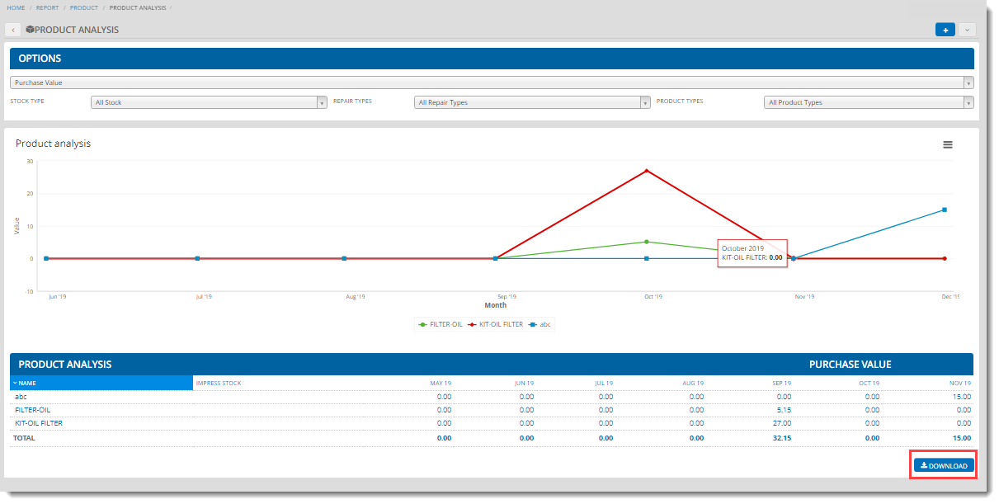 HOME / REPORT / PRODUCT / PRODUCT ANALYSIS /
PRODUCT ANALYSIS
OPTIONS
Purchase Value
STOCK TYPE All Stock REPAIR TYPES All Repair Types PRODUCT TYPES All Product Types
Product analysis
30
20
10
0
-10
Value
October 2019
KIT-OIL FILTER: 0.00
Jun '19 Jul '19 Aug '19 Sep '19 Oct '19 Nov '19 Dec '19
Month
FILTER-OIL KIT-OIL FILTER abc
PRODUCT ANALYSIS PURCHASE VALUE
NAME IMPRESS STOCK MAY 19 JUN 19 JUL 19 AUG 19 SEP 19 OCT 19 NOV 19
abc 0.00 0.00 0.00 0.00 0.00 0.00 15.00
FILTER-OIL 0.00 0.00 0.00 0.00 5.15 0.00 0.00
KIT-OIL FILTER 0.00 0.00 0.00 0.00 27.00 0.00 0.00
TOTAL 0.00 0.00 0.00 0.00 32.15 0.00 15.00
DOWNLOAD